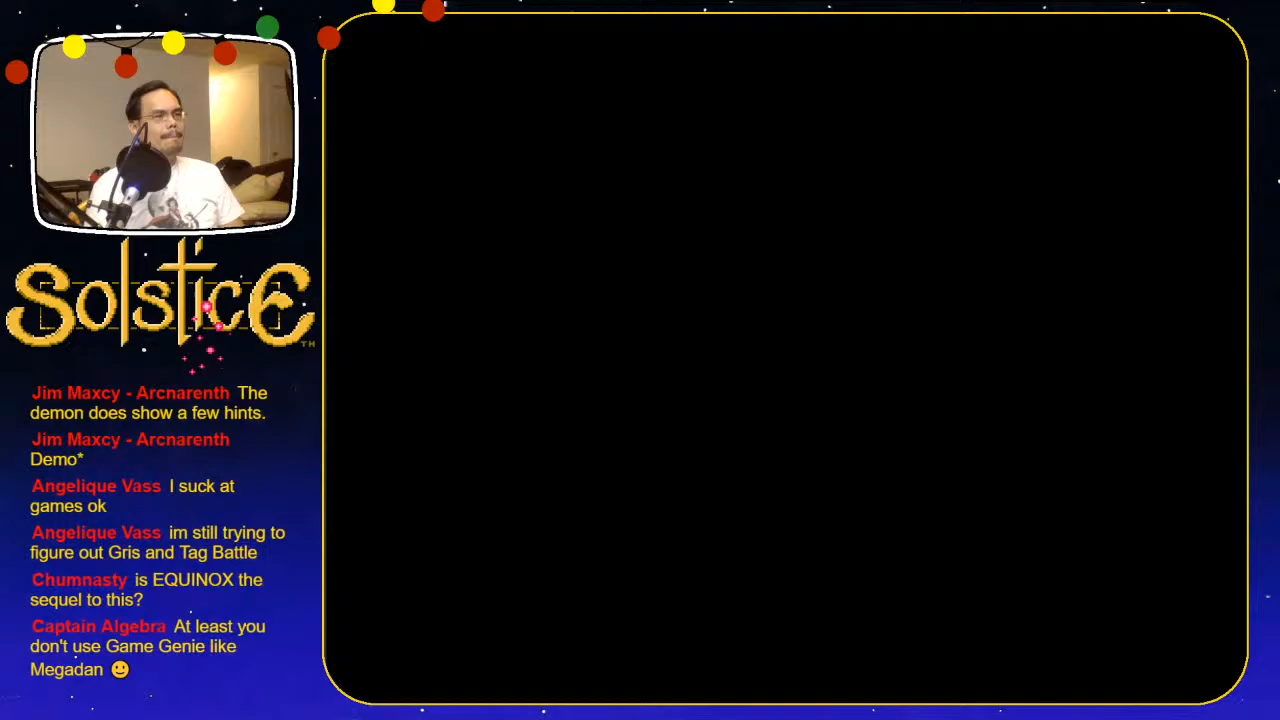 Solstice
TM
Jim Maxcy - Arcnarenth The
demon does show a few hints.
Jim Maxcy - Arcnarenth
Demo*
Angelique Vass I suck at
games ok
Angelique Vass im still trying to
figure out Gris and Tag Battle
Chumnasty is EQUINOX the
sequel to this?
Captain Algebra At least you
don't use Game Genie like
Megadan 🙂